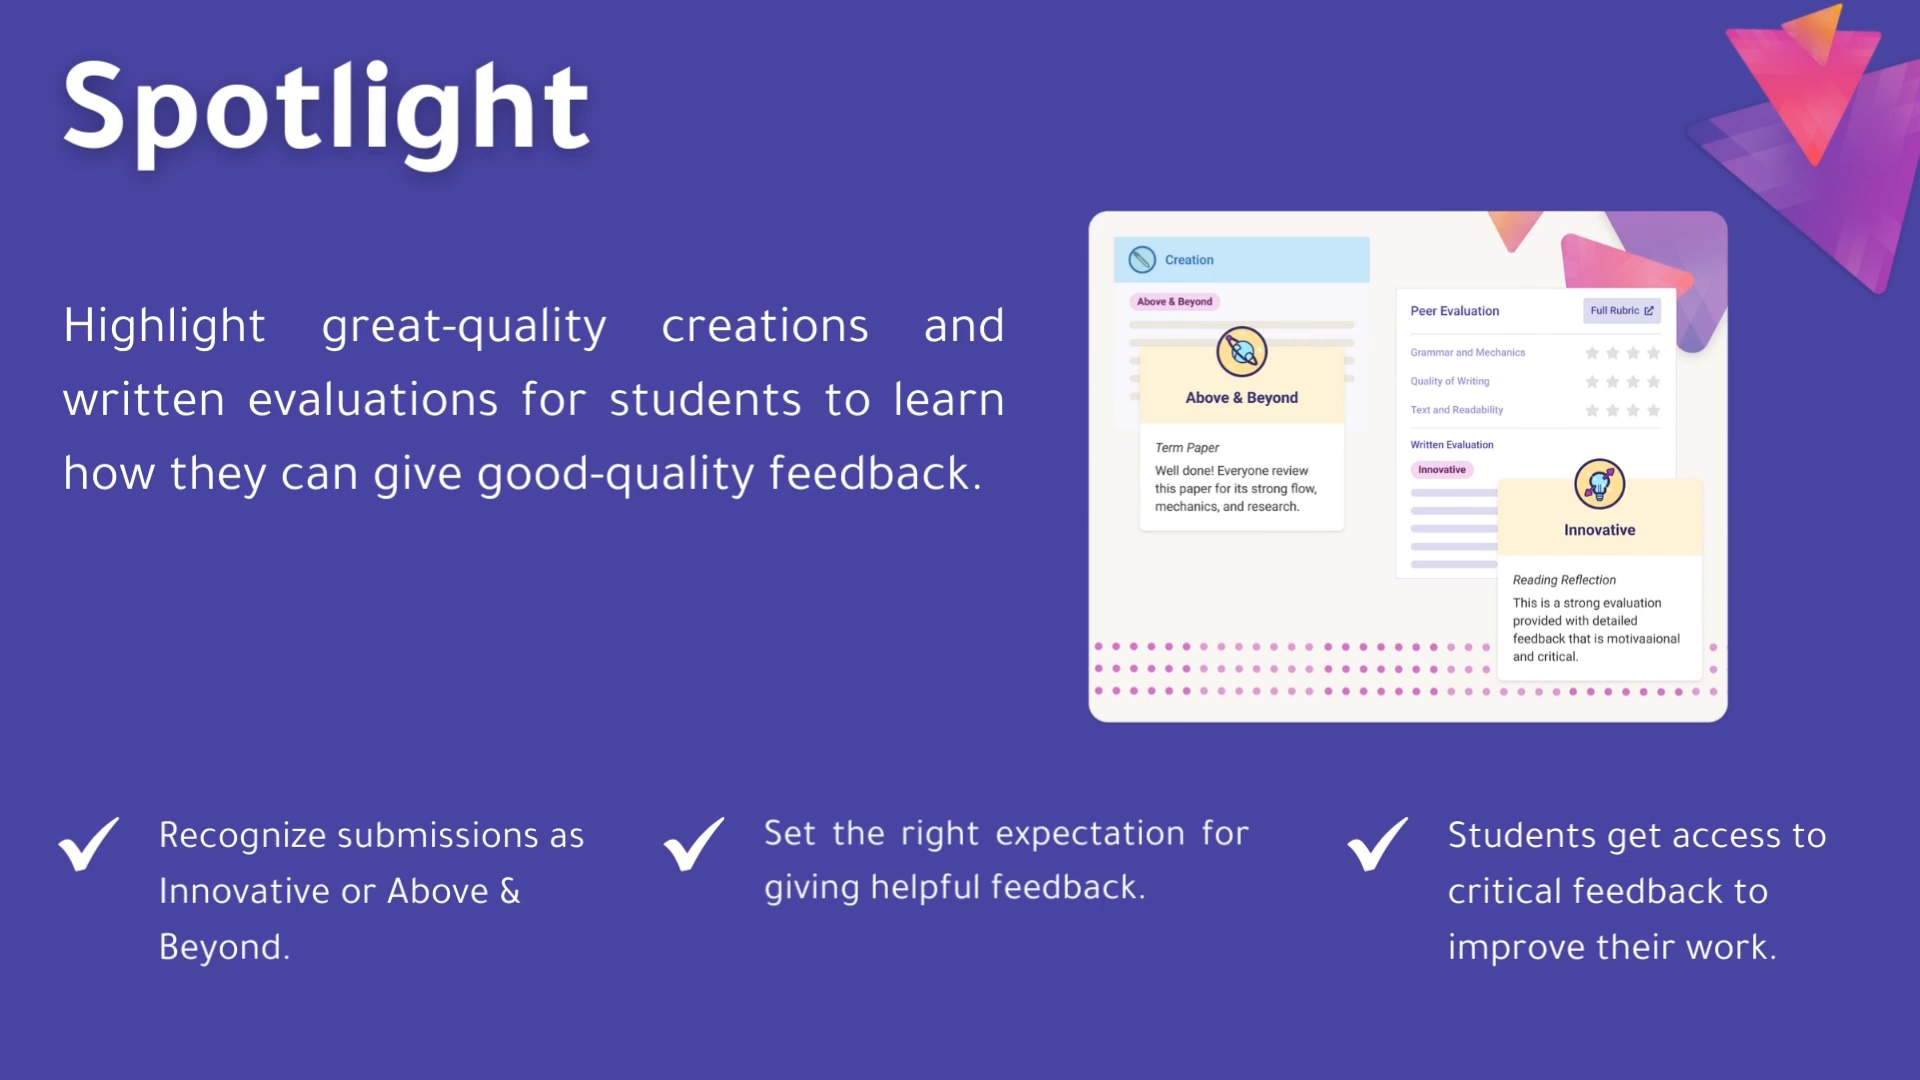 Spotlight
Highlight great-quality creations and
written evaluations for students to learn
how they can give good-quality feedback.
Creation
Above & Beyond
Above & Beyond
Term Paper
Well done! Everyone review
this paper for its strong flow,
mechanics, and research.
Peer Evaluation
Full Rubric
Grammar and Mechanics
Quality of Writing
Text and Readability
Written Evaluation
Innovative
Innovative
Reading Reflection
This is a strong evaluation
provided with detailed
feedback that is motivaaional
and critical.
Recognize submissions as
Innovative or Above &
Beyond.
Set the right expectation for
giving helpful feedback.
Students get access to
critical feedback to
improve their work.